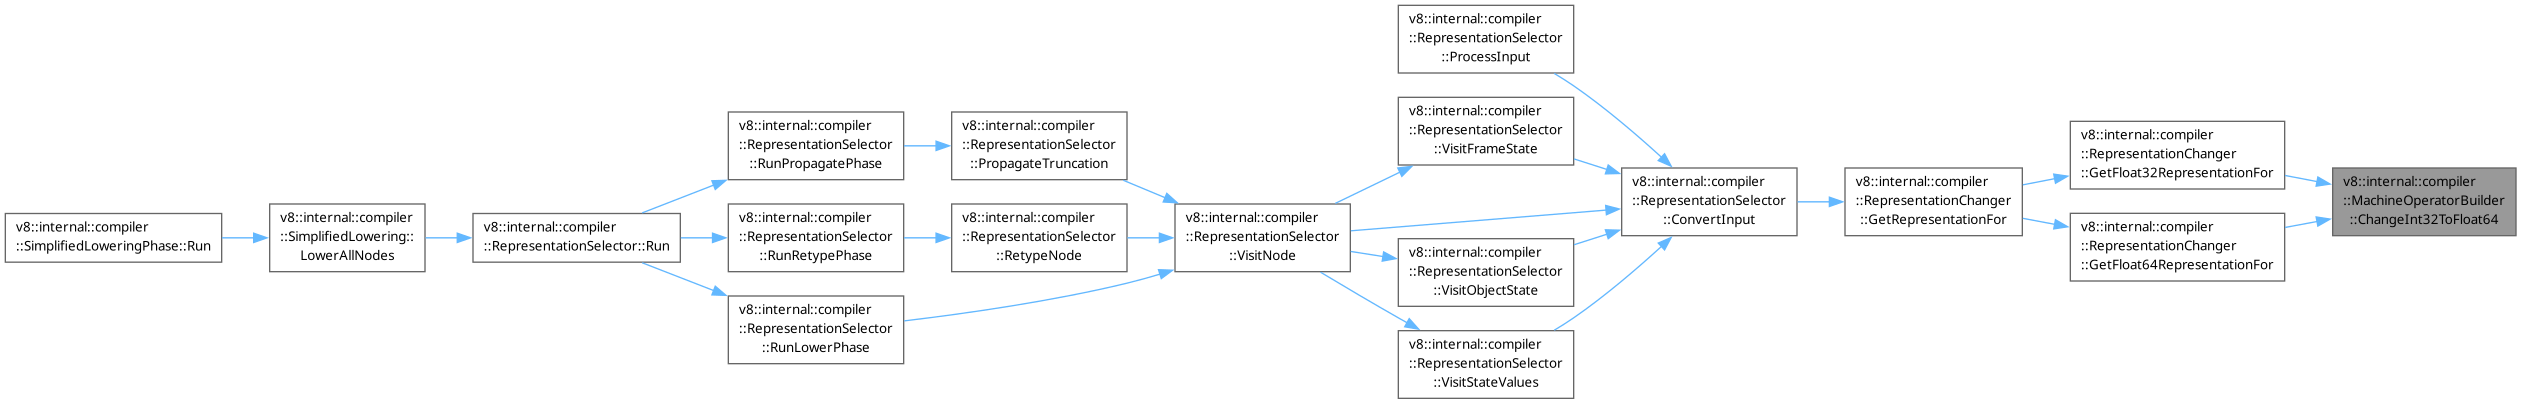 v8::internal::compiler
::SimplifiedLoweringPhase::Run
v8::internal::compiler
::SimplifiedLowering::
LowerAllNodes
v8::internal::compiler
::RepresentationSelector::Run
v8::internal::compiler
::RepresentationSelector
::RunPropagatePhase
v8::internal::compiler
::RepresentationSelector
::RunRetypePhase
v8::internal::compiler
::RepresentationSelector
::RunLowerPhase
v8::internal::compiler
::RepresentationSelector
::PropagateTruncation
v8::internal::compiler
::RepresentationSelector
::RetypeNode
v8::internal::compiler
::RepresentationSelector
::VisitNode
v8::internal::compiler
::RepresentationSelector
::ProcessInput
v8::internal::compiler
::RepresentationSelector
::VisitFrameState
v8::internal::compiler
::RepresentationSelector
::VisitObjectState
v8::internal::compiler
::RepresentationSelector
::VisitStateValues
v8::internal::compiler
::RepresentationSelector
::ConvertInput
v8::internal::compiler
::RepresentationChanger
::GetRepresentationFor
v8::internal::compiler
::RepresentationChanger
::GetFloat32RepresentationFor
v8::internal::compiler
::RepresentationChanger
::GetFloat64RepresentationFor
v8::internal::compiler
::MachineOperatorBuilder
::ChangeInt32ToFloat64